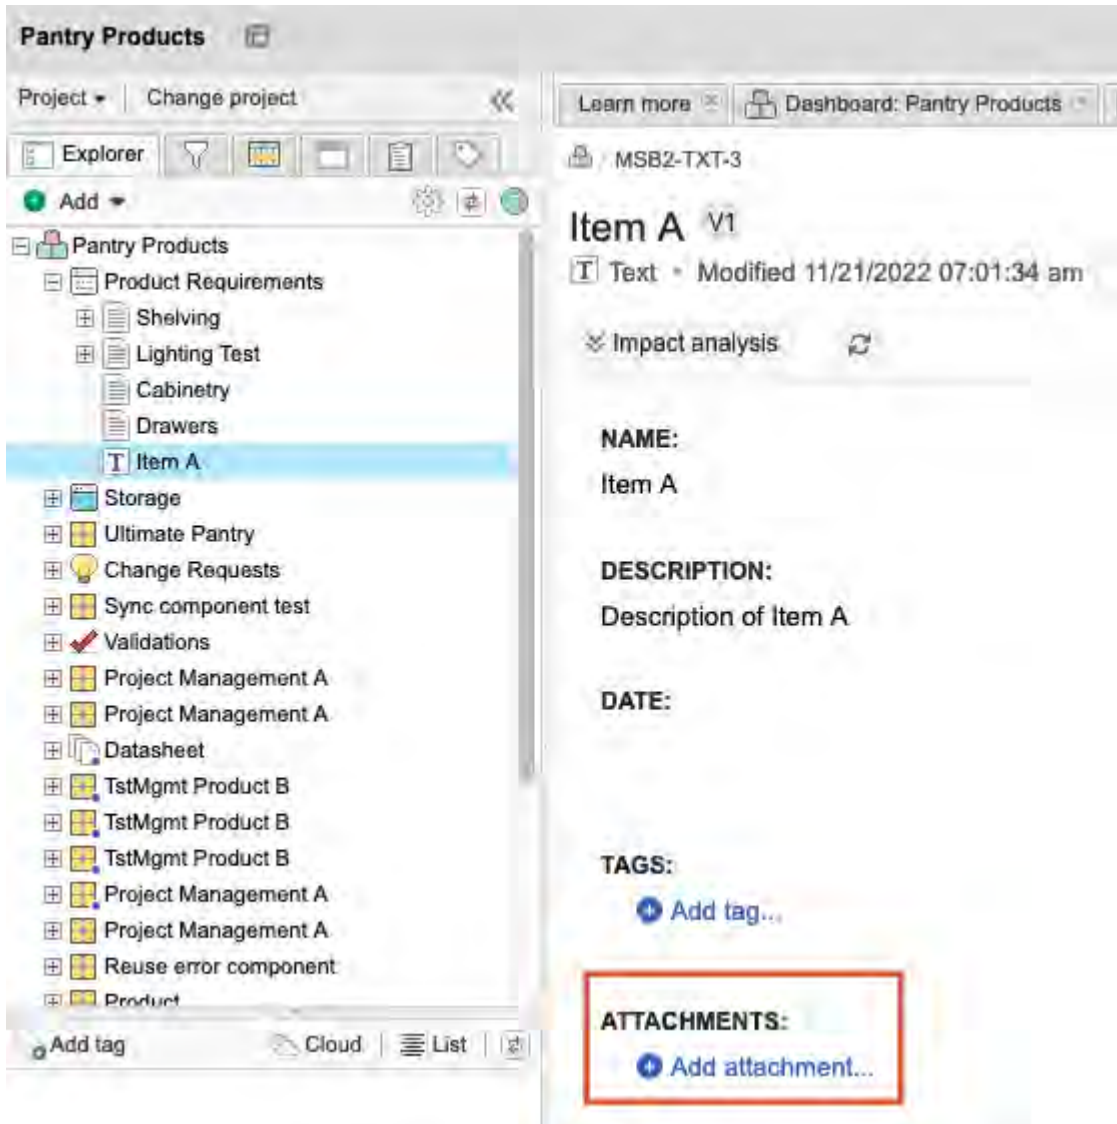 Pantry Products
Project
Change project
Explorer
Add
Pantry Products
Product Requirements
Shelving
Lighting Test
Cabinetry
Drawers
T Item A
Storage
Ultimate Pantry
Change Requests
Sync component test
Validations
Project Management A
Project Management A
Datasheet
TstMgmt Product B
TstMgmt Product B
TstMgmt Product B
Project Management A
Project Management A
Reuse error component
Product
Add tag
Cloud
List
Learn more
Dashboard: Pantry Products
MSB2-TXT-3
Item A V1
T Text • Modified 11/21/2022 07:01:34 am
Impact analysis
NAME:
Item A
DESCRIPTION:
Description of Item A
DATE:
TAGS:
Add tag...
ATTACHMENTS:
Add attachment...